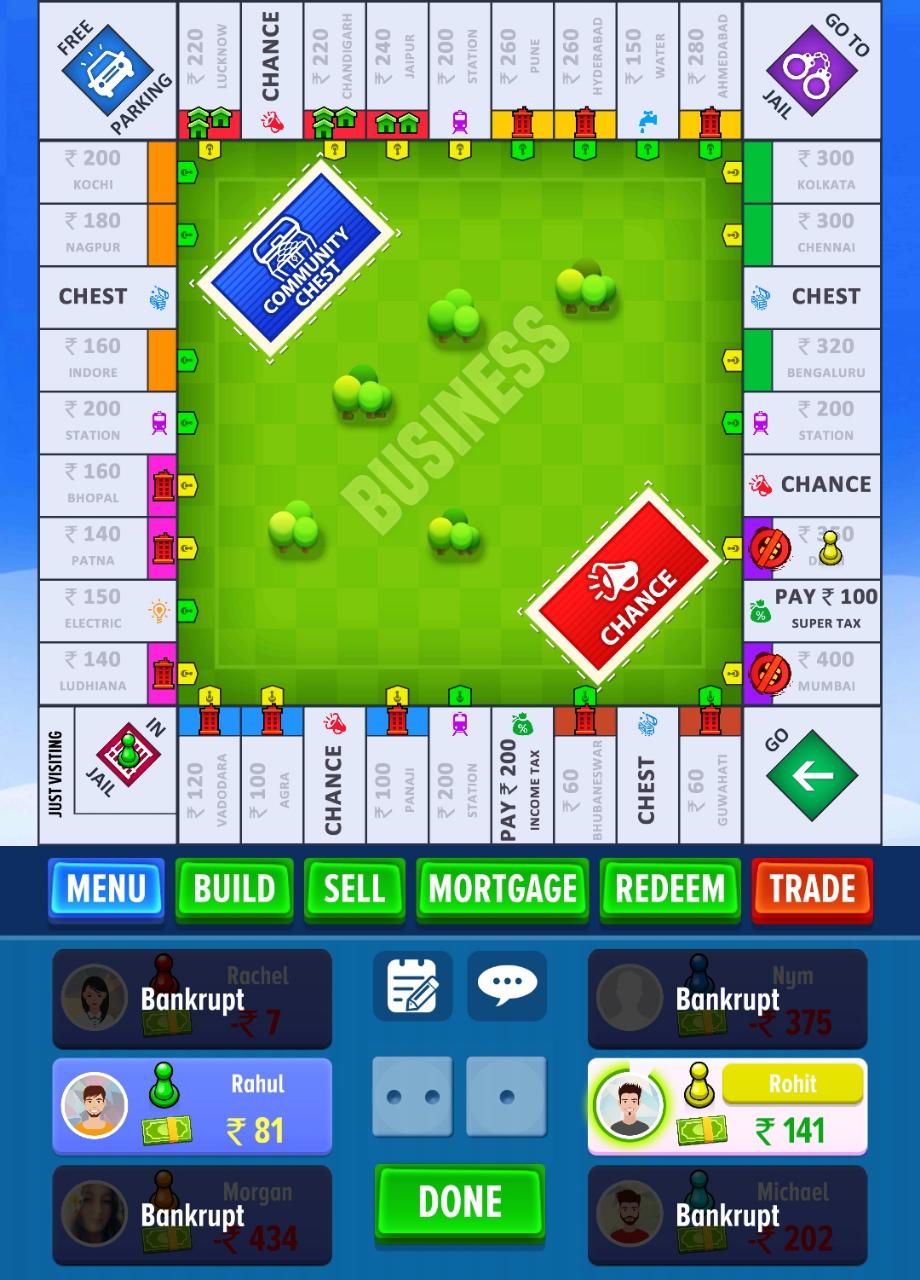 FREE
PARKING
₹ 220
LUCKNOW
CHANCE
₹ 220
CHANDIGARH
₹ 240
JAIPUR
₹ 200
STATION
₹ 260
PUNE
₹ 260
HYDERABAD
₹ 150
WATER
₹ 280
AHMEDABAD
GO TO
JAIL
₹ 200
KOCHI
₹ 180
NAGPUR
CHEST
₹ 160
INDORE
₹ 200
STATION
₹ 160
BHOPAL
₹ 140
PATNA
₹ 150
ELECTRIC
₹ 140
LUDHIANA
COMMUNITY
CHEST
BUSINESS
CHANCE
₹ 300
KOLKATA
₹ 300
CHENNAI
CHEST
₹ 320
BENGALURU
₹ 200
STATION
CHANCE
PAY ₹ 100
SUPER TAX
₹ 400
MUMBAI
JUST VISITING
IN
JAIL
₹ 120
VADODARA
₹ 100
AGRA
CHANCE
₹ 100
PANAJI
₹ 200
STATION
PAY ₹ 200
INCOME TAX
₹ 60
BHUBANESWAR
CHEST
₹ 60
GUWAHATI
GO
MENU
BUILD
SELL
MORTGAGE
REDEEM
TRADE
Rachel
Bankrupt
-₹ 7
Nym
Bankrupt
-₹ 375
Rahul
₹ 81
Rohit
₹ 141
Morgan
Bankrupt
-₹ 434
DONE
Michael
Bankrupt
-₹ 202